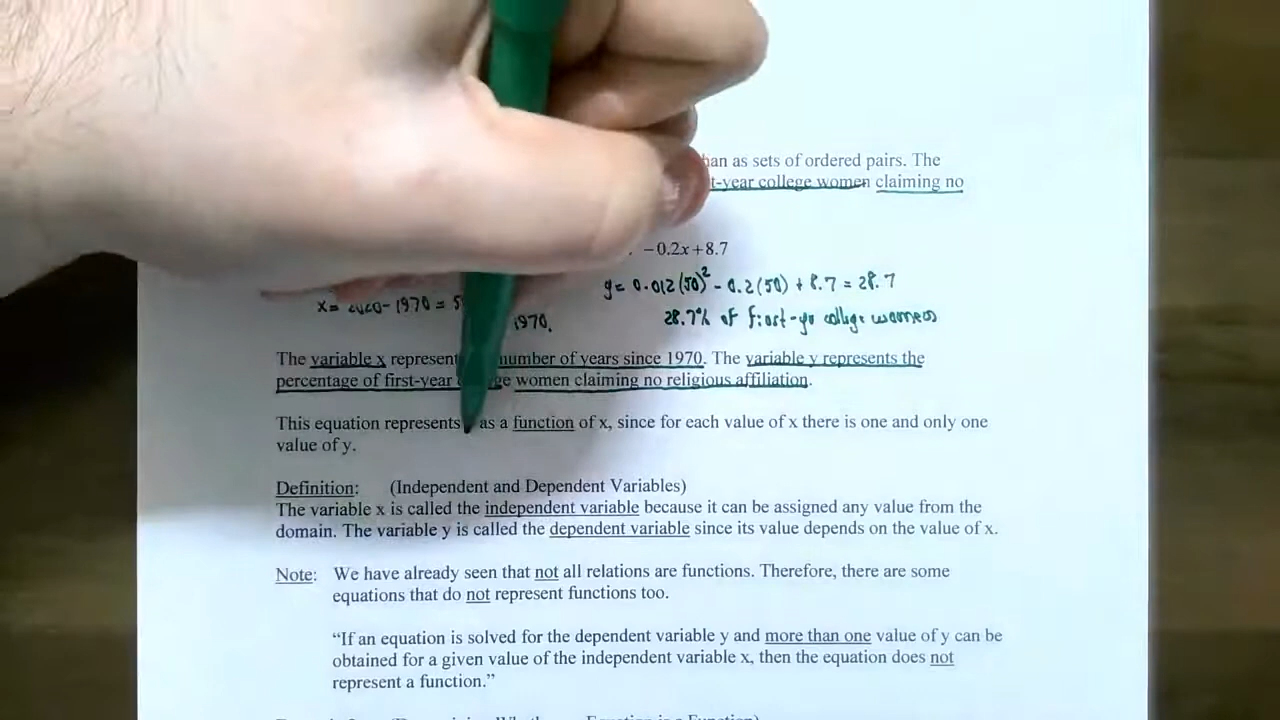 han as sets of ordered pairs. The
t-year college women claiming no
−0.2x+8.7
y= 0.012(50)² - 0.2(50) + 8.7 = 28.7
x= 2020-1970 = 5
28.7% of first-yr college women
1970.
The variable x represent number of years since 1970. The variable y represents the
percentage of first-year ge women claiming no religious affiliation.
This equation represents as a function of x, since for each value of x there is one and only one
value of y.
Definition: (Independent and Dependent Variables)
The variable x is called the independent variable because it can be assigned any value from the
domain. The variable y is called the dependent variable since its value depends on the value of x.
Note: We have already seen that not all relations are functions. Therefore, there are some
equations that do not represent functions too.
“If an equation is solved for the dependent variable y and more than one value of y can be
obtained for a given value of the independent variable x, then the equation does not
represent a function.”
Equation is a Function)